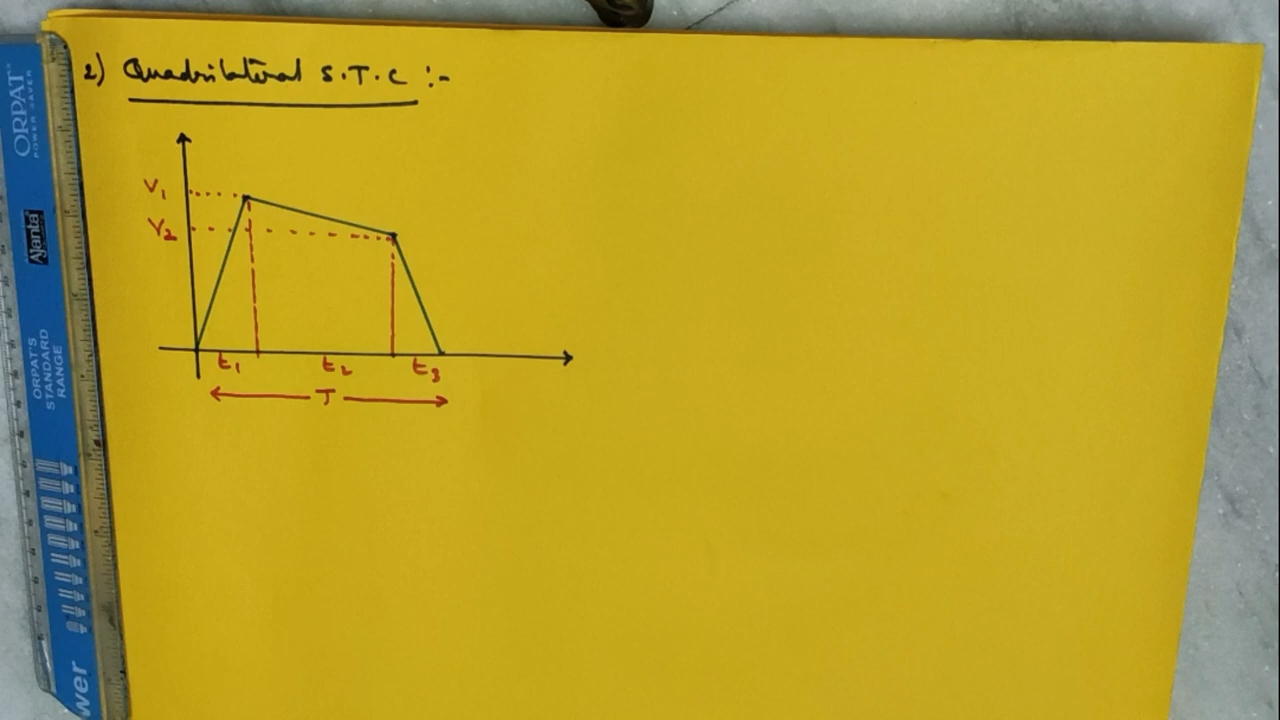 2) Quadrilateral S.T.C :-
V1
V2
t1 t2 t3
T
ORPAT
POWER SAVER
Ajanta
ORPAT'S
STANDARD
RANGE
wer